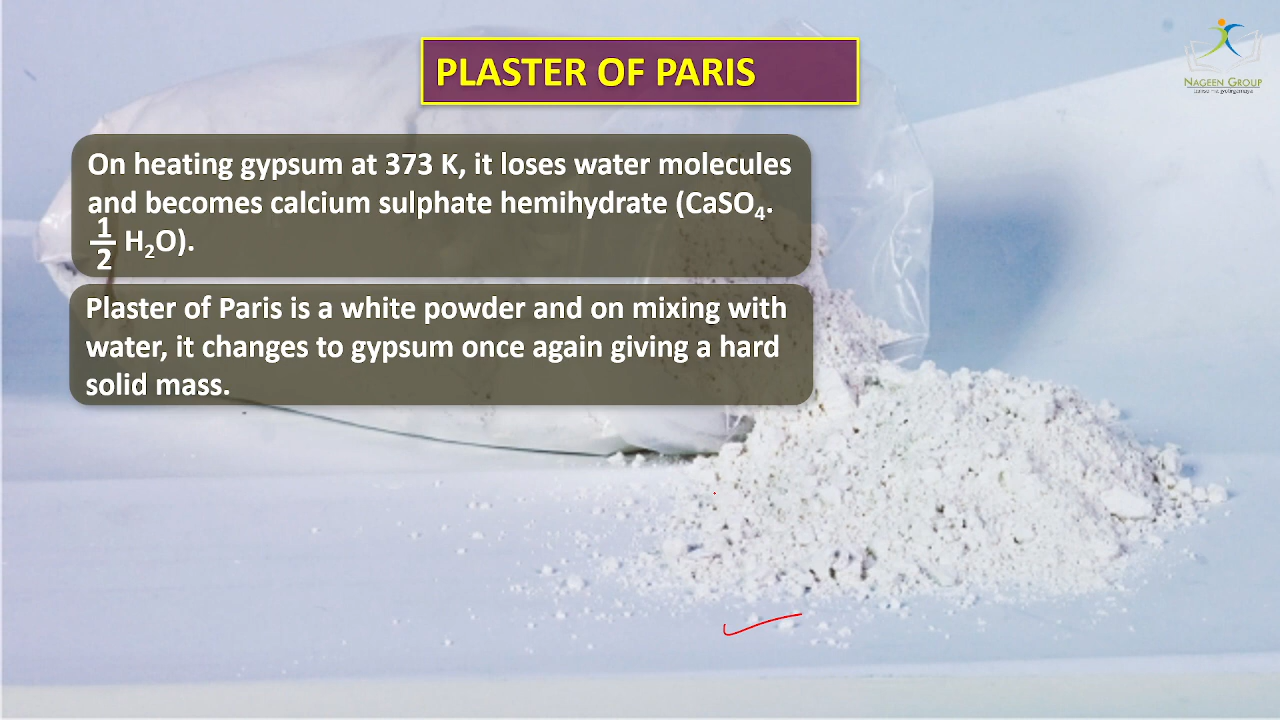 PLASTER OF PARIS
NAGEEN GROUP
On heating gypsum at 373 K, it loses water molecules
and becomes calcium sulphate hemihydrate (CaSO₄.
½ H₂O).
Plaster of Paris is a white powder and on mixing with
water, it changes to gypsum once again giving a hard
solid mass.